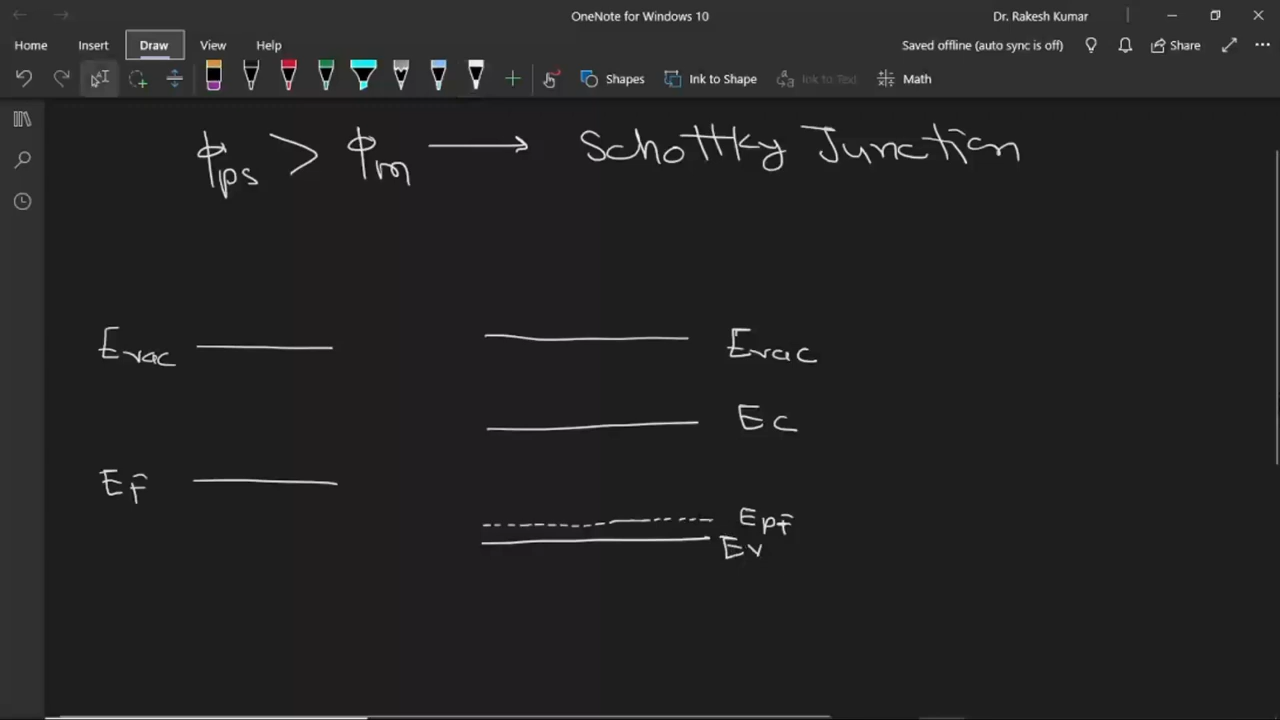 OneNote for Windows 10
Dr. Rakesh Kumar
Home Insert Draw View Help
Saved offline (auto sync is off) Share
Shapes Ink to Shape Ink to Text Math
ϕps > ϕm → Schottky Junction
Evac Evac
Ec
EF
EpF
Ev